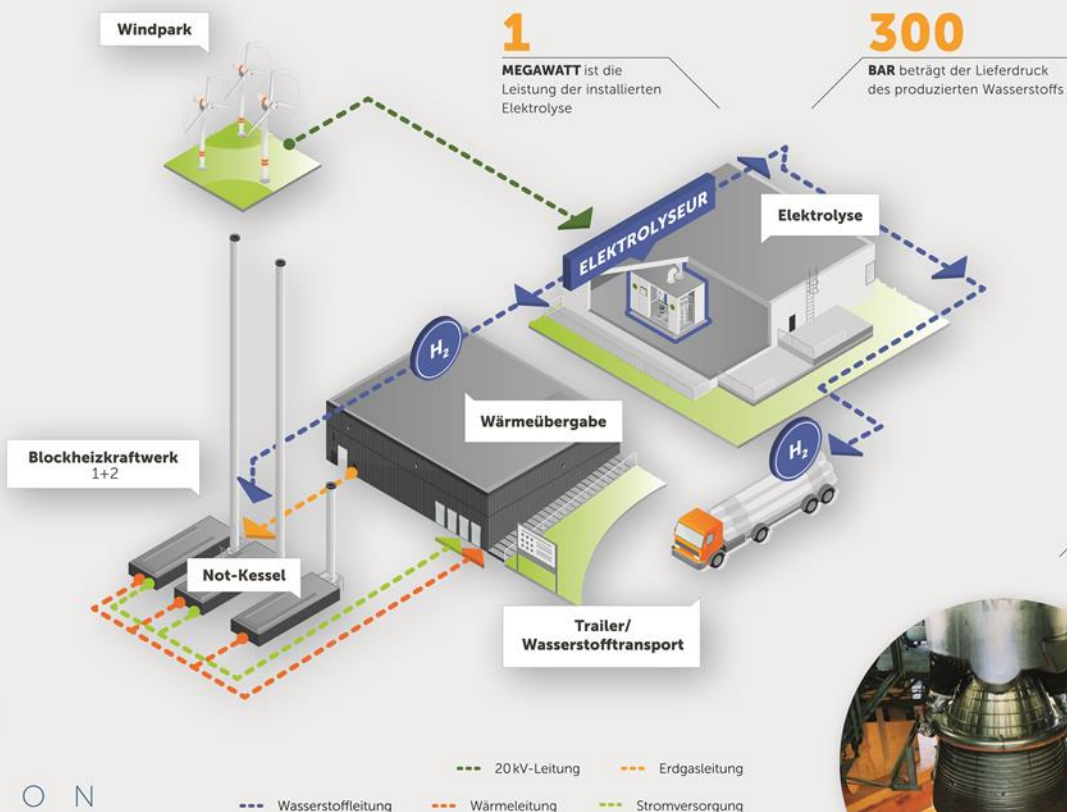 Windpark
1
MEGAWATT ist die
Leistung der installierten
Elektrolyse
300
BAR beträgt der Lieferdruck
des produzierten Wasserstoffs
ELEKTROLYSEUR
Elektrolyse
H₂
Wärmeübergabe
Blockheizkraftwerk
1+2
H₂
Not-Kessel
Trailer/
Wasserstofftransport
20 kV-Leitung
Erdgasleitung
Wasserstoffleitung
Wärmeleitung
Stromversorgung
O N